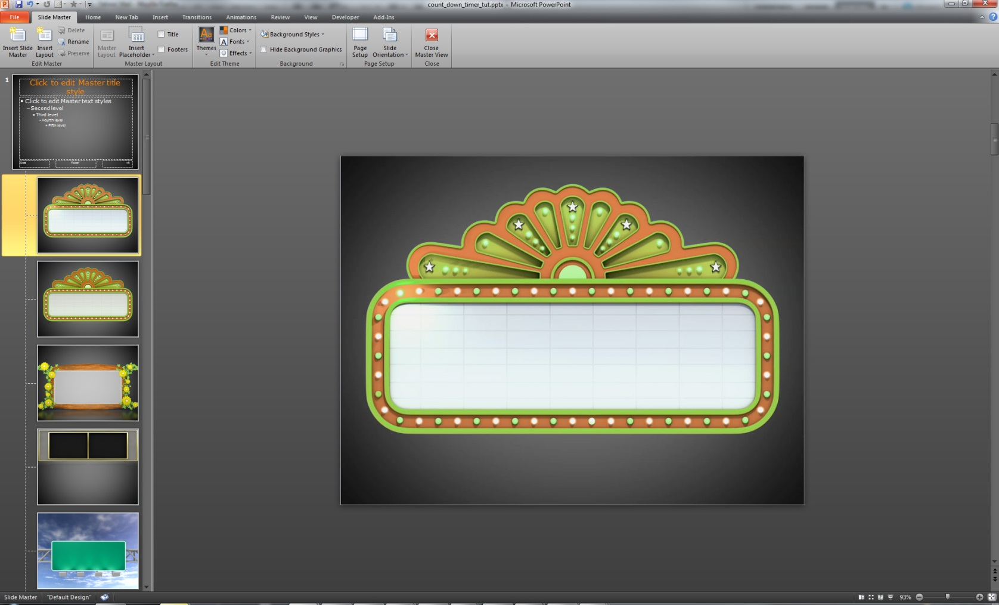 count_down_timer_tut.pptx - Microsoft PowerPoint
File Slide Master Home New Tab Insert Transitions Animations Review View Developer Add-Ins
Insert Slide Master
Insert Layout
Delete
Rename
Preserve
Edit Master
Master Layout
Insert Placeholder
Title
Footers
Master Layout
Themes
Colors
Fonts
Effects
Edit Theme
Background Styles
Hide Background Graphics
Background
Page Setup
Slide Orientation
Page Setup
Close Master View
Close
1
Click to edit Master title
style
• Click to edit Master text styles
– Second level
• Third level
– Fourth level
• Fifth level
Date
Footer
Slide Master "Default Design" 93%